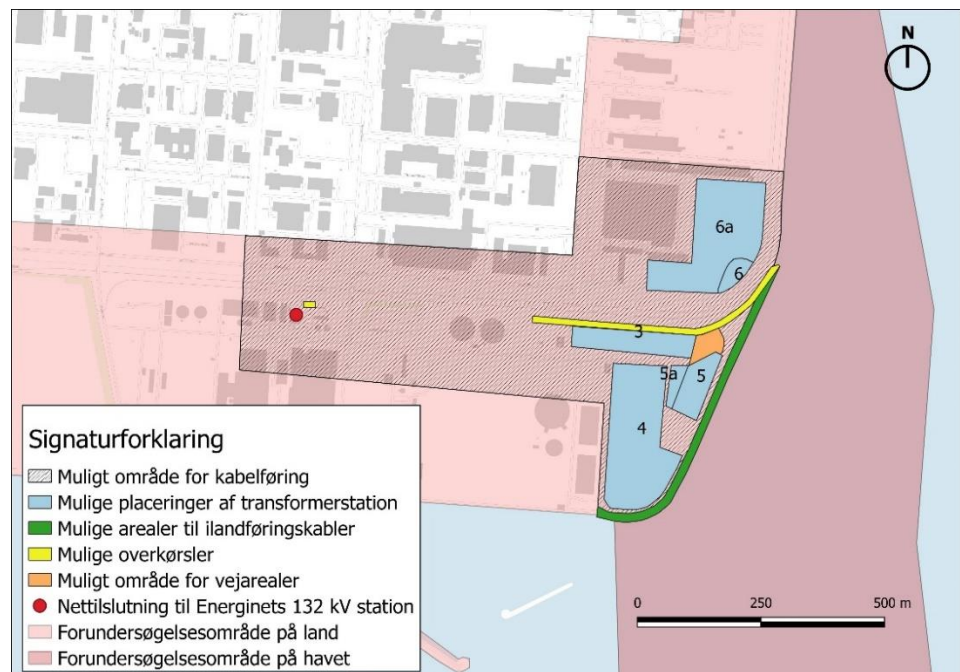 N
6a
6
3
5a
5
4
Signaturforklaring
Muligt område for kabelføring
Mulige placeringer af transformerstation
Mulige arealer til ilandføringskabler
Mulige overkørsler
Muligt område for vejarealer
Nettilslutning til Energinets 132 kV station
Forundersøgelsesområde på land
Forundersøgelsesområde på havet
0 250 500 m